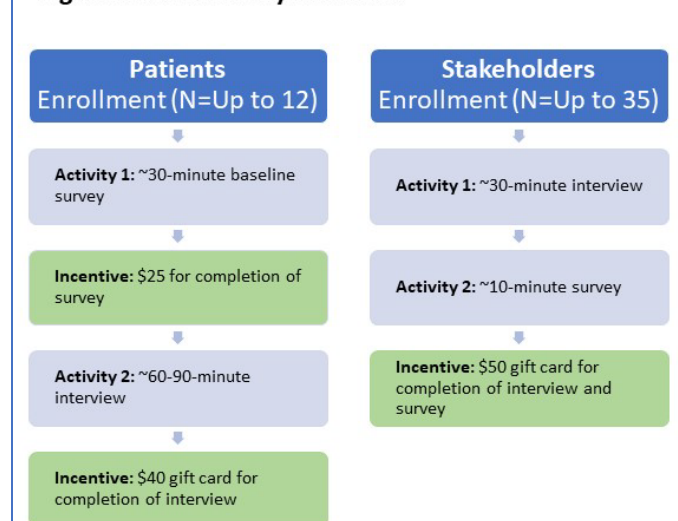 Patients
Enrollment (N=Up to 12)
Activity 1: ~30-minute baseline
survey
Incentive: $25 for completion of
survey
Activity 2: ~60-90-minute
interview
Incentive: $40 gift card for
completion of interview
Stakeholders
Enrollment (N=Up to 35)
Activity 1: ~30-minute interview
Activity 2: ~10-minute survey
Incentive: $50 gift card for
completion of interview and
survey